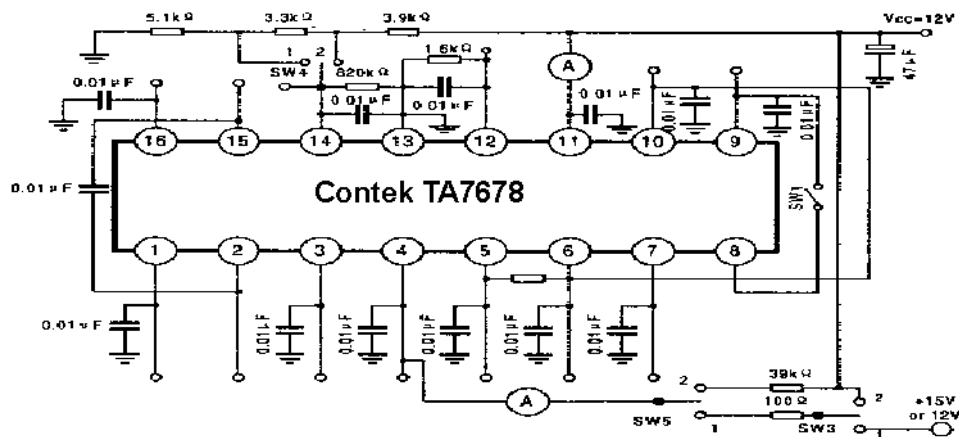 5.1kΩ 3.3kΩ 3.9kΩ Vcc=12V
1 2 1.6kΩ
SW4 820kΩ A 47μF
0.01μF 0.01μF 0.01μF 0.01μF 0.01μF 0.01μF
16 15 14 13 12 11 10 9
0.01μF Contek TA7678 SW1
1 2 3 4 5 6 7 8
0.01μF 0.01μF 0.01μF 0.01μF 0.01μF 0.01μF
2 39kΩ 2
A 100Ω +15V
SW5 1 SW3 1 or 12V